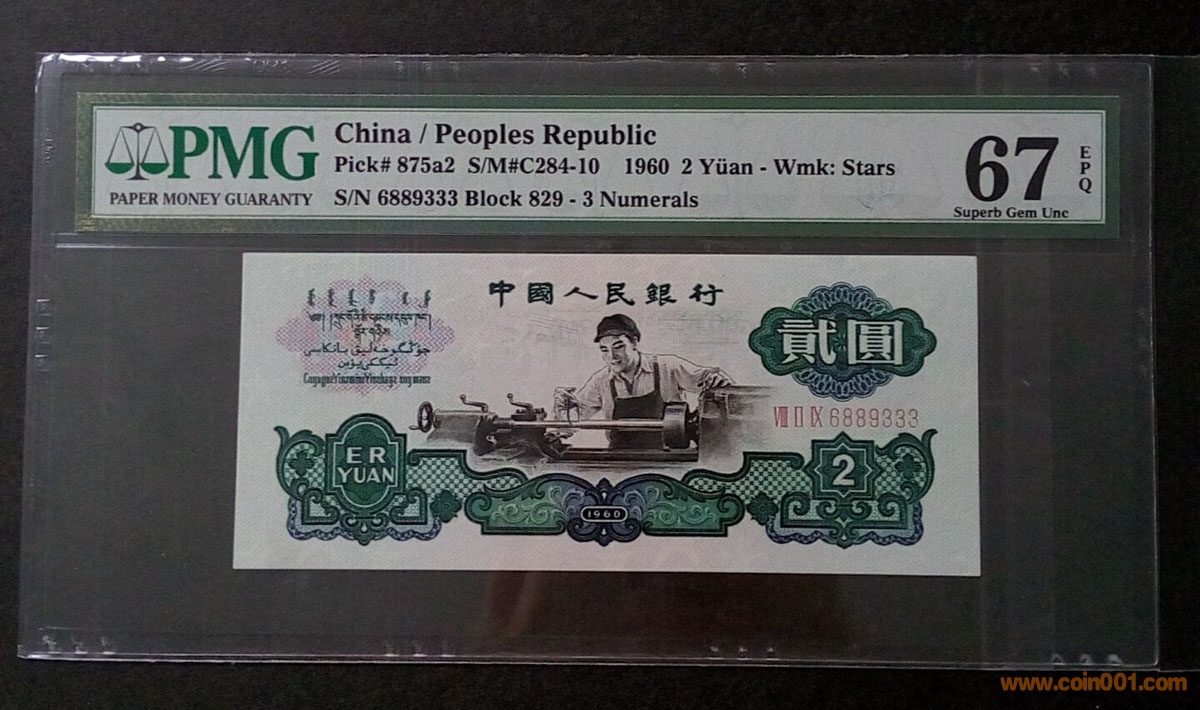 PMG
PAPER MONEY GUARANTY
China / Peoples Republic
Pick# 875a2 S/M#C284-10 1960 2 Yüan - Wmk: Stars
S/N 6889333 Block 829 - 3 Numerals
67
EPQ
Superb Gem Unc
中國人民銀行
貳圓
VIII II IX 6889333
ER
YUAN
2
1960
www.coin001.com